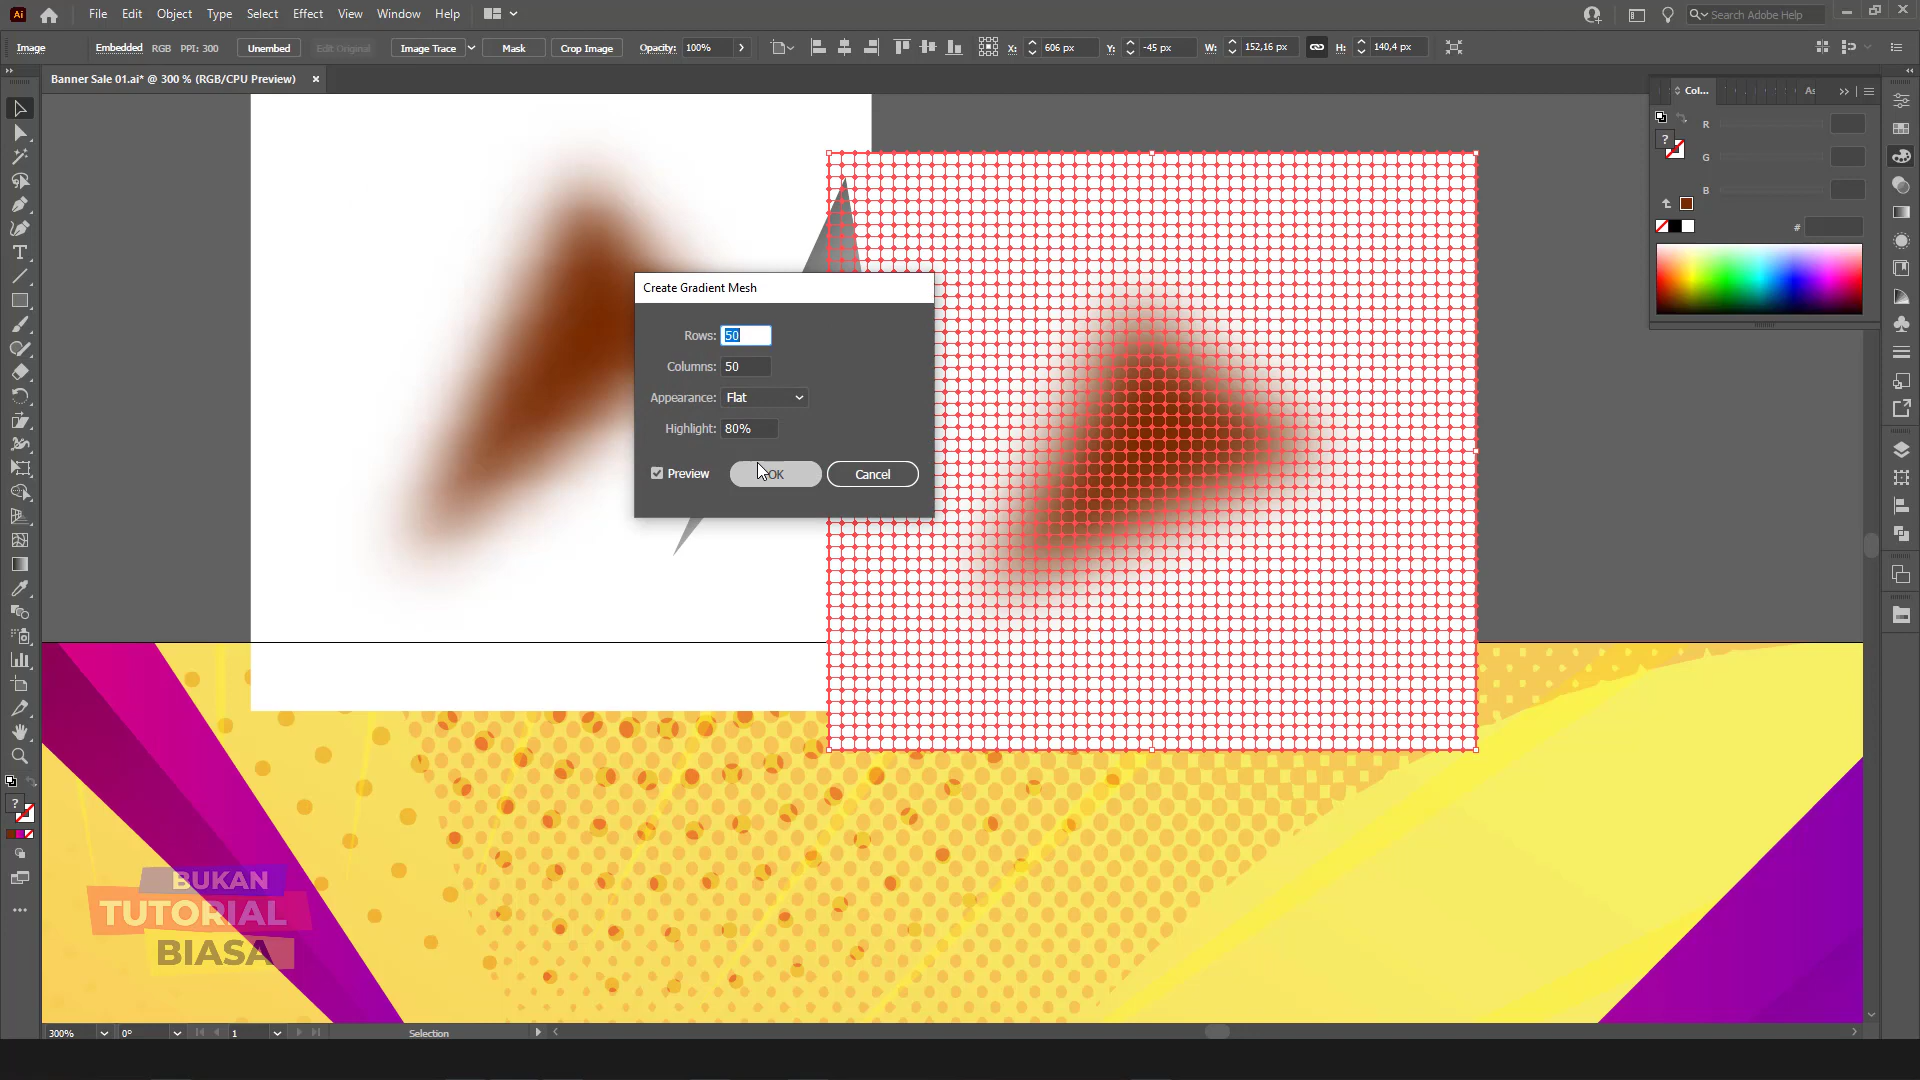 Ai File Edit Object Type Select Effect View Window Help Search Adobe Help
Image Embedded RGB PPI: 300 Unembed Edit Original Image Trace Mask Crop Image Opacity: 100% X: 606 px Y: -45 px W: 152,16 px H: 140,4 px
Banner Sale 01.ai* @ 300 % (RGB/CPU Preview) ×
Col... As
R
G
B
#
Create Gradient Mesh
Rows: 50
Columns: 50
Appearance: Flat
Highlight: 80%
Preview OK Cancel
BUKAN
TUTORIAL
BIASA
300% 0° 1 Selection